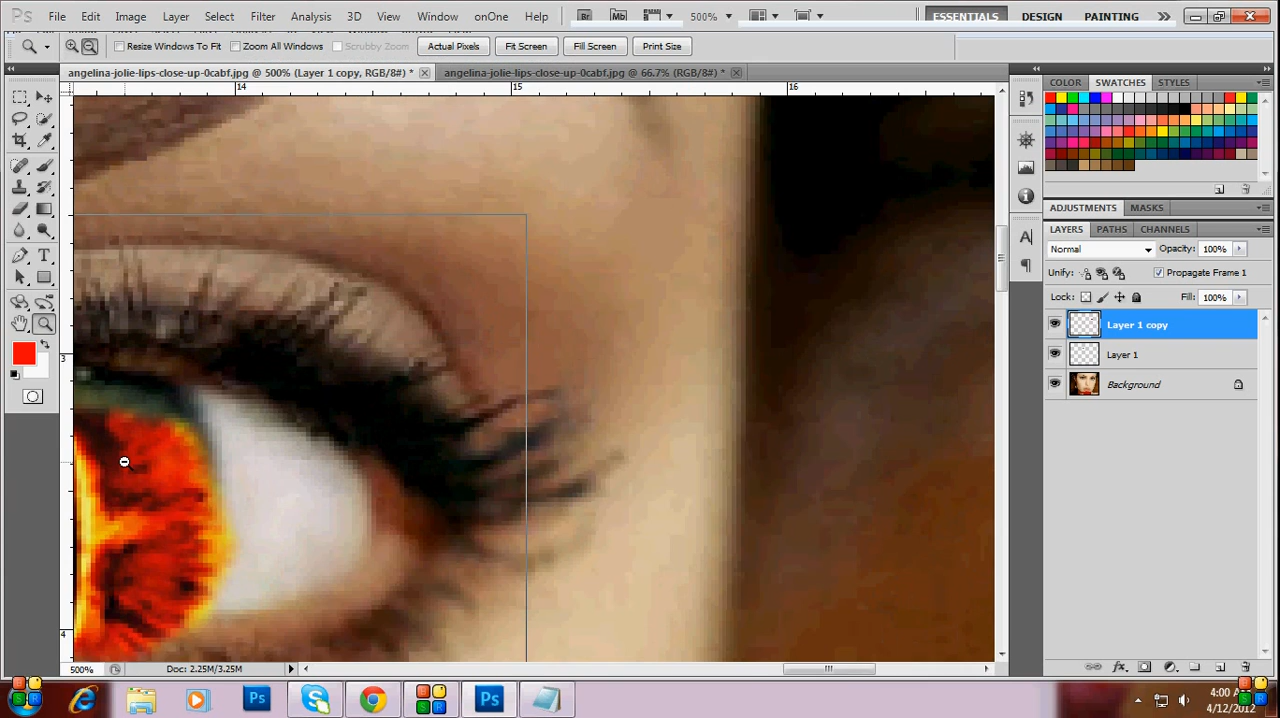 Ps File Edit Image Layer Select Filter Analysis 3D View Window onOne Help Br Mb 500% ESSENTIALS DESIGN PAINTING
Resize Windows To Fit Zoom All Windows Scrubby Zoom Actual Pixels Fit Screen Fill Screen Print Size
angelina-jolie-lips-close-up-0cabf.jpg @ 500% (Layer 1 copy, RGB/8#) * angelina-jolie-lips-close-up-0cabf.jpg @ 66.7% (RGB/8#) *
14 15 16
3
4
COLOR SWATCHES STYLES
ADJUSTMENTS MASKS
LAYERS PATHS CHANNELS
Normal Opacity: 100%
Unify: Propagate Frame 1
Lock: Fill: 100%
Layer 1 copy
Layer 1
Background
500% Doc: 2.25M/3.25M
4:00 A
4/12/2012